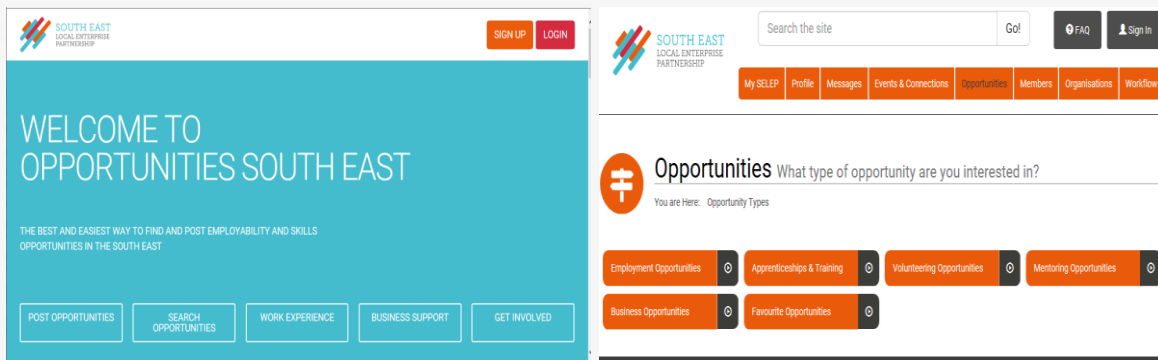 SOUTH EAST
LOCAL ENTERPRISE
PARTNERSHIP
SIGN UP
LOGIN
WELCOME TO
OPPORTUNITIES SOUTH EAST
THE BEST AND EASIEST WAY TO FIND AND POST EMPLOYABILITY AND SKILLS
OPPORTUNITIES IN THE SOUTH EAST
POST OPPORTUNITIES
SEARCH
OPPORTUNITIES
WORK EXPERIENCE
BUSINESS SUPPORT
GET INVOLVED
SOUTH EAST
LOCAL ENTERPRISE
PARTNERSHIP
Search the site
Go!
FAQ
Sign In
My SELEP
Profile
Messages
Events & Connections
Opportunities
Members
Organisations
Workflow
Opportunities What type of opportunity are you interested in?
You are Here: Opportunity Types
Employment Opportunities
Apprenticeships & Training
Volunteering Opportunities
Mentoring Opportunities
Business Opportunities
Favourite Opportunities